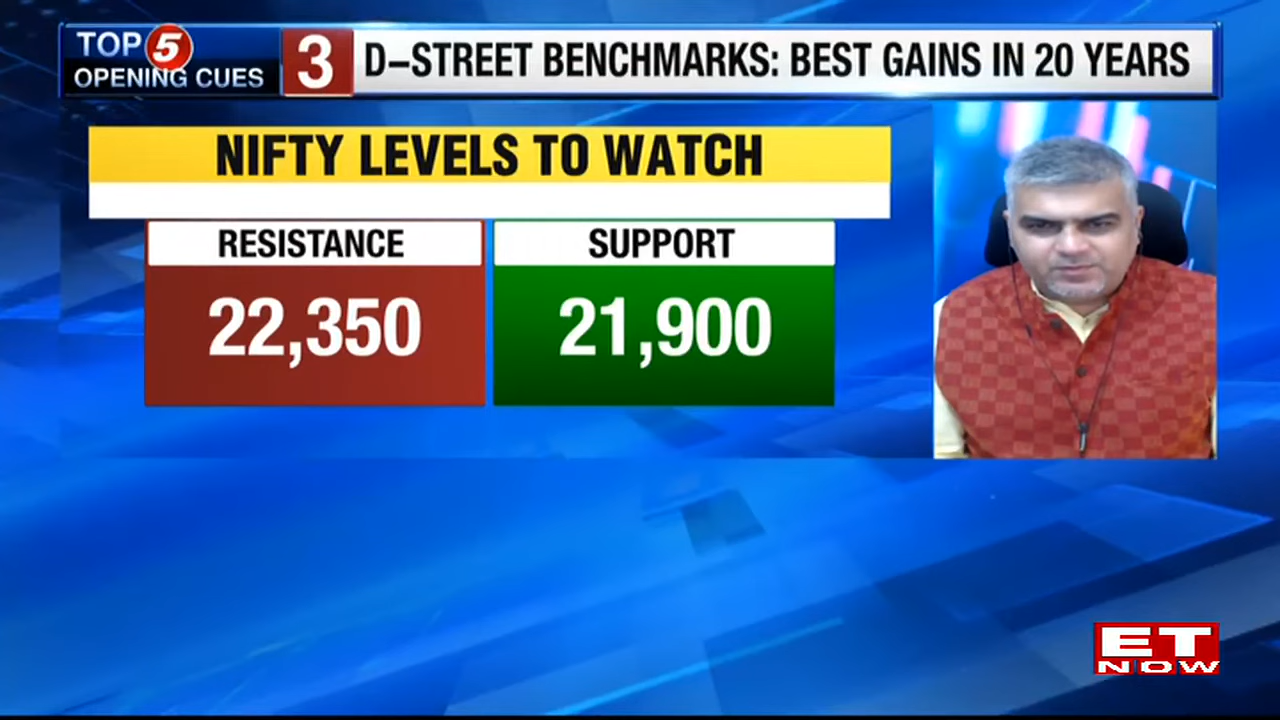 TOP 5
OPENING CUES
3
D-STREET BENCHMARKS: BEST GAINS IN 20 YEARS
NIFTY LEVELS TO WATCH
RESISTANCE
SUPPORT
22,350
21,900
ET
NOW